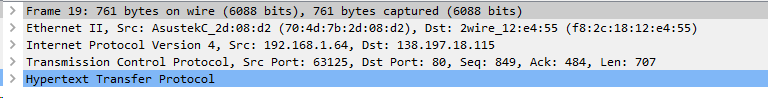 Frame 19: 761 bytes on wire (6088 bits), 761 bytes captured (6088 bits)
Ethernet II, Src: AsustekC_2d:08:d2 (70:4d:7b:2d:08:d2), Dst: 2wire_12:e4:55 (f8:2c:18:12:e4:55)
Internet Protocol Version 4, Src: 192.168.1.64, Dst: 138.197.18.115
Transmission Control Protocol, Src Port: 63125, Dst Port: 80, Seq: 849, Ack: 484, Len: 707
Hypertext Transfer Protocol